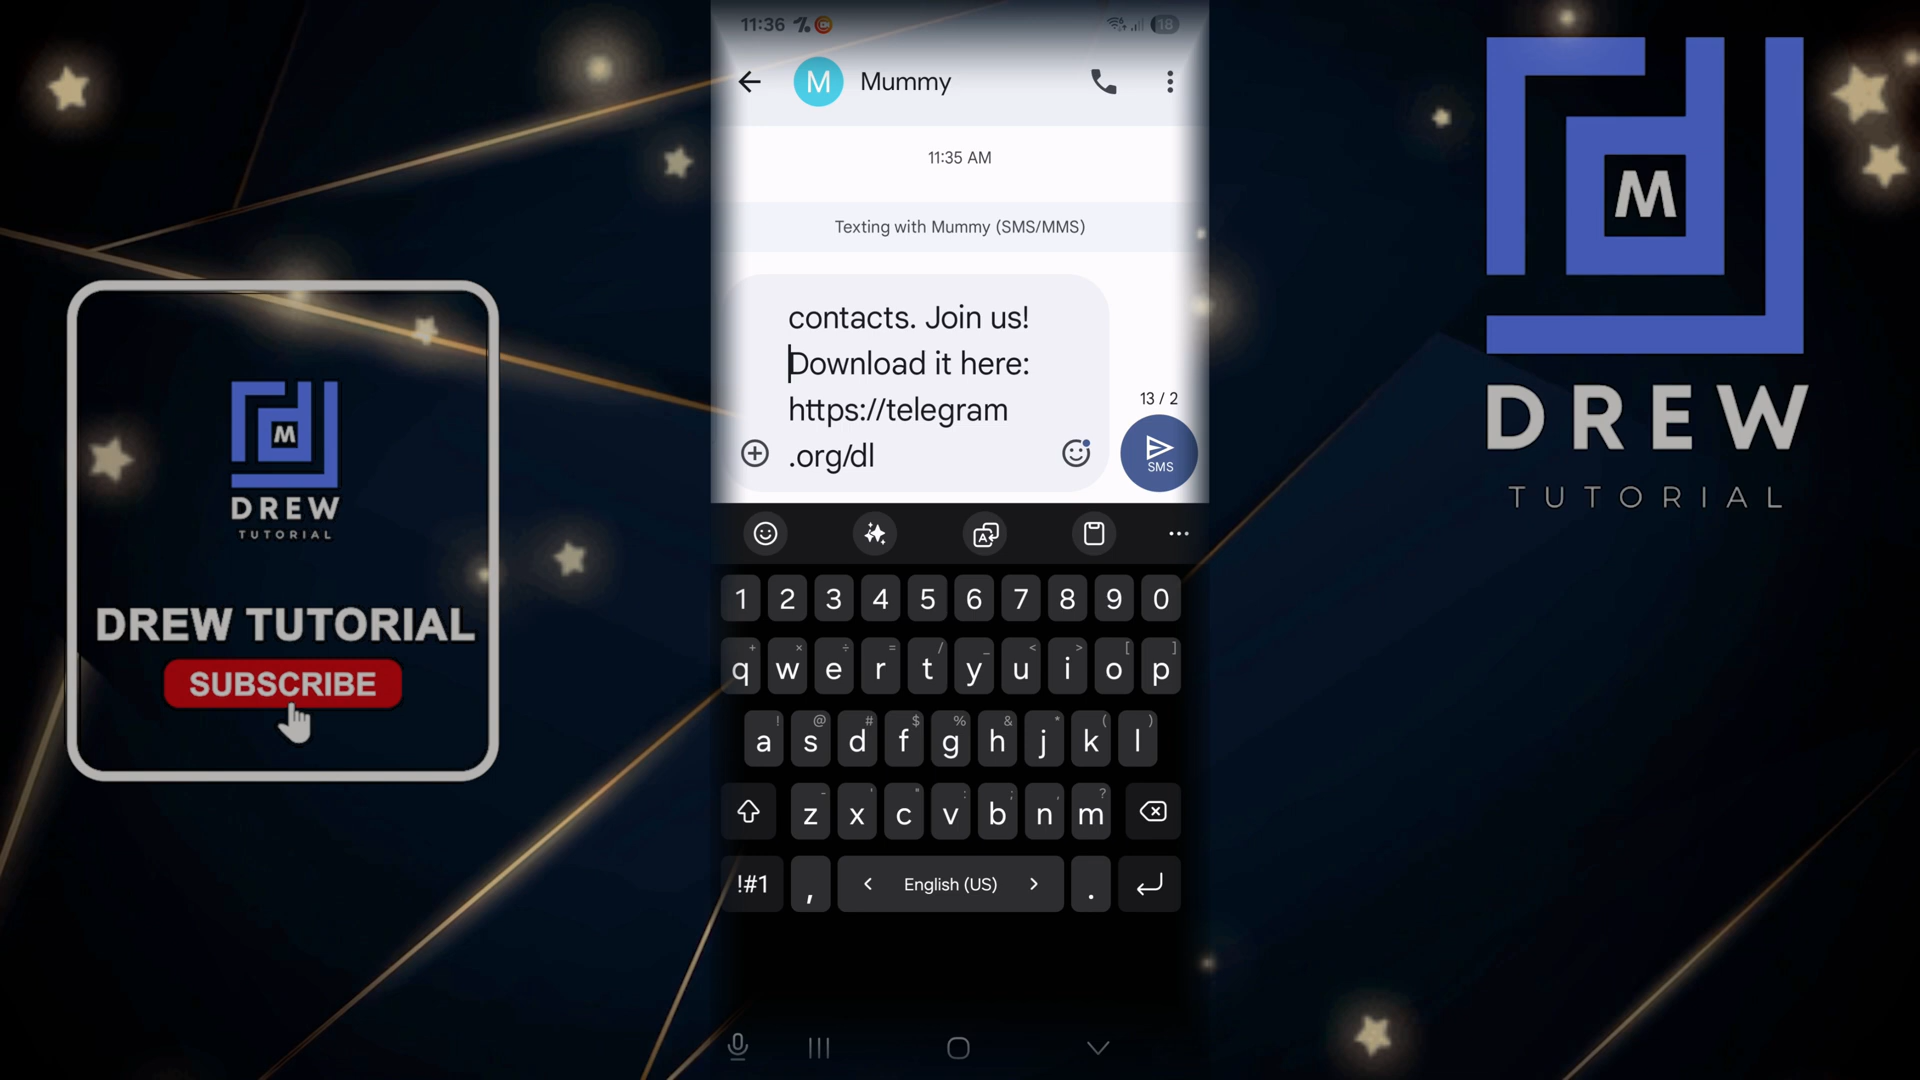 11:36
18
M
Mummy
11:35 AM
Texting with Mummy (SMS/MMS)
contacts. Join us!
Download it here:
https://telegram
.org/dl
13 / 2
SMS
1 2 3 4 5 6 7 8 9 0
+ × ÷ = / _ < > [ ]
q w e r t y u i o p
! @ # $ % & * ( )
a s d f g h j k l
- ' " : ; , ?
z x c v b n m
!#1 , < English (US) > .
M
DREW
TUTORIAL
DREW TUTORIAL
SUBSCRIBE
M
DREW
TUTORIAL